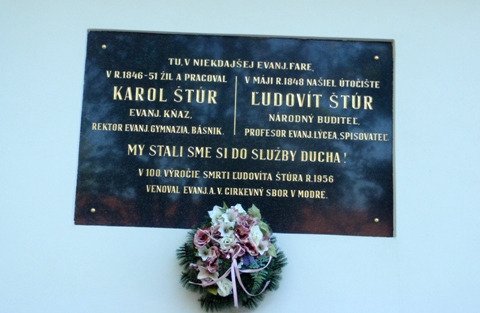 TU, V NIEKDAJŠEJ EVANJ. FARE,
V R.1846-51 ŽIL A PRACOVAL
KAROL ŠTÚR
EVANJ. KŇAZ,
REKTOR EVANJ. GYMNAZIA, BÁSNIK.
V MÁJI R.1848 NAŠIEL ÚTOČIŠTE
ĽUDOVÍT ŠTÚR
NÁRODNÝ BUDITEĽ,
PROFESOR EVANJ. LÝCEA, SPISOVATEĽ.
MY STALI SME SI DO SLUŽBY DUCHA!
V 100. VÝROČIE SMRTI ĽUDOVÍTA ŠTÚRA R.1956
VENOVAL EVANJ. A. V. CIRKEVNÝ SBOR V MODRE.